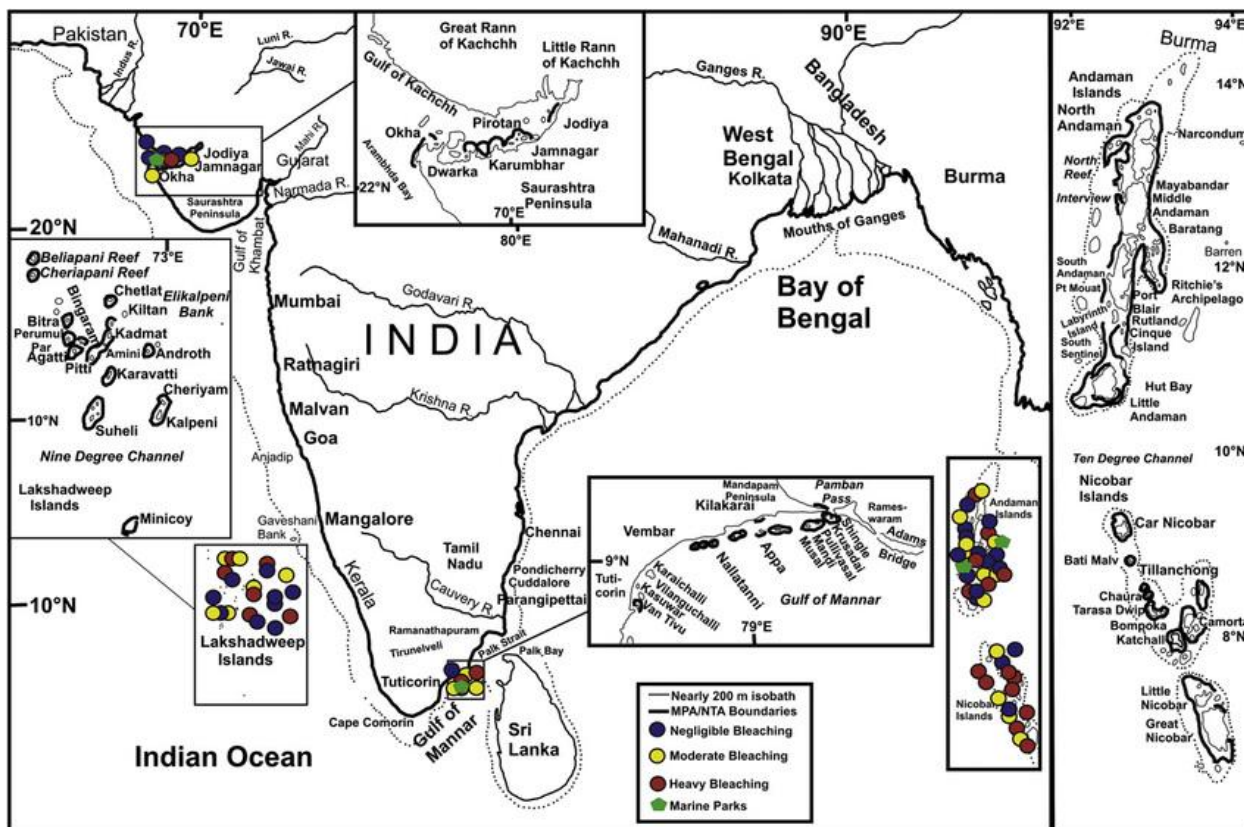 Pakistan
70°E
Indus R.
Luni R.
Jawai R.
Mahi R.
Gujarat
Narmada R.
Jodiya
Jamnagar
Okha
Saurashtra
Peninsula
20°N
Gulf of
Khambat
Great Rann
of Kachchh
Little Rann
of Kachchh
Gulf of Kachchh
Okha
Pirotan
Jodiya
Jamnagar
Karumbhar
Dwarka
Arambhda Bay
22°N
Saurashtra
Peninsula
70°E
80°E
90°E
Ganges R.
Bangladesh
West
Bengal
Kolkata
Burma
Mouths of Ganges
Mahanadi R.
Bay of
Bengal
73°E
Beliapani Reef
Cheriapani Reef
Chetlat
Elikalpeni
Bank
Bingaram
Kiltan
Bitra
Perumul
Par
Kadmat
Agatti
Amini
Androth
Pitti
Karavatti
Cheriyam
10°N
Suheli
Kalpeni
Nine Degree Channel
Lakshadweep
Islands
Minicoy
Mumbai
Godavari R.
INDIA
Ratnagiri
Malvan
Krishna R.
Goa
Anjadip
Gaveshani
Bank
Mangalore
Tamil
Nadu
Chennai
Pondicherry
Cuddalore
Parangipettai
Kerala
Cauvery R.
10°N
Lakshadweep
Islands
Ramanathapuram
Tirunelveli
Palk Strait
Palk Bay
Tuticorin
Cape Comorin
Gulf of
Mannar
Sri
Lanka
Indian Ocean
Mandapam
Peninsula
Pamban
Pass
Kilakarai
Rames-
waram
Adams
Bridge
Vembar
9°N
Tuti-
corin
Shingle
Krusadai
Pullivasai
Mandi
Musal
Appa
Nallatanni
Karaichalli
Vilanguchalli
Kasuwar
Van Tivu
Gulf of Mannar
79°E
Nearly 200 m isobath
MPA/NTA Boundaries
Negligible Bleaching
Moderate Bleaching
Heavy Bleaching
Marine Parks
Andaman
Islands
Nicobar
Islands
92°E
94°E
Burma
14°N
Andaman
Islands
North
Andaman
Narcondum
North
Reef
Interview
Mayabandar
Middle
Andaman
Baratang
Barren
12°N
South
Andaman
Pt Mouat
Ritchie's
Archipelago
Port
Blair
Rutland
Cinque
Island
Labyrinth
Island
South
Sentinel
Hut Bay
Little
Andaman
10°N
Ten Degree Channel
Nicobar
Islands
Car Nicobar
Bati Malv
Tillanchong
Chaura
Tarasa Dwip
Bompoka
Katchall
Camorta
8°N
Little
Nicobar
Great
Nicobar